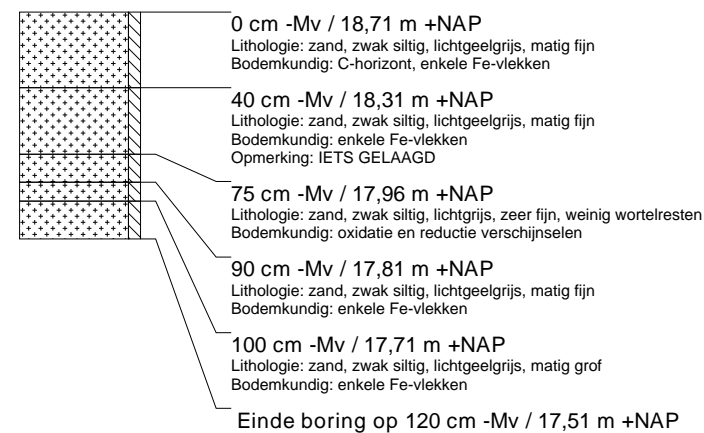 0 cm -Mv / 18,71 m +NAP
Lithologie: zand, zwak siltig, lichtgeelgrijs, matig fijn
Bodemkundig: C-horizont, enkele Fe-vlekken
40 cm -Mv / 18,31 m +NAP
Lithologie: zand, zwak siltig, lichtgeelgrijs, matig fijn
Bodemkundig: enkele Fe-vlekken
Opmerking: IETS GELAAGD
75 cm -Mv / 17,96 m +NAP
Lithologie: zand, zwak siltig, lichtgrijs, zeer fijn, weinig wortelresten
Bodemkundig: oxidatie en reductie verschijnselen
90 cm -Mv / 17,81 m +NAP
Lithologie: zand, zwak siltig, lichtgeelgrijs, matig fijn
Bodemkundig: enkele Fe-vlekken
100 cm -Mv / 17,71 m +NAP
Lithologie: zand, zwak siltig, lichtgeelgrijs, matig grof
Bodemkundig: enkele Fe-vlekken
Einde boring op 120 cm -Mv / 17,51 m +NAP